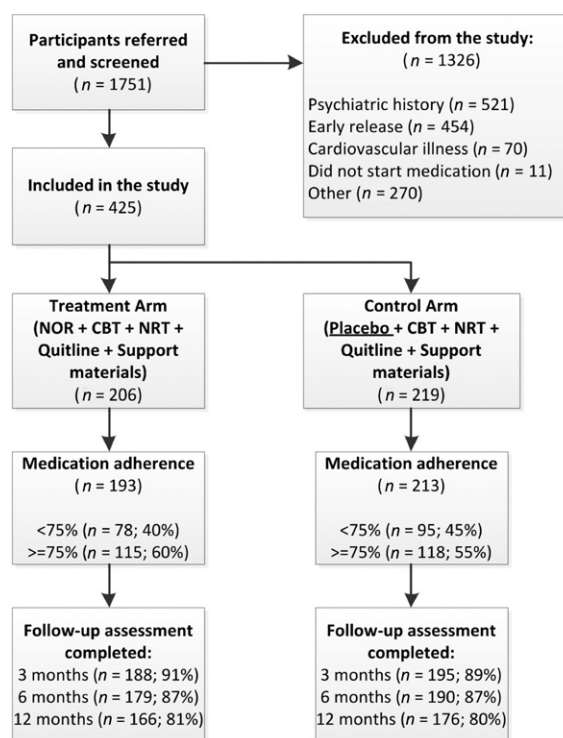 Participants referred
and screened
(n = 1751)
Excluded from the study:
(n = 1326)
Psychiatric history (n = 521)
Early release (n = 454)
Cardiovascular illness (n = 70)
Did not start medication (n = 11)
Other (n = 270)
Included in the study
(n = 425)
Treatment Arm
(NOR + CBT + NRT +
Quitline + Support
materials)
(n = 206)
Control Arm
(Placebo + CBT + NRT +
Quitline + Support
materials)
(n = 219)
Medication adherence
(n = 193)
<75% (n = 78; 40%)
>=75% (n = 115; 60%)
Medication adherence
(n = 213)
<75% (n = 95; 45%)
>=75% (n = 118; 55%)
Follow-up assessment
completed:
3 months (n = 188; 91%)
6 months (n = 179; 87%)
12 months (n = 166; 81%)
Follow-up assessment
completed:
3 months (n = 195; 89%)
6 months (n = 190; 87%)
12 months (n = 176; 80%)